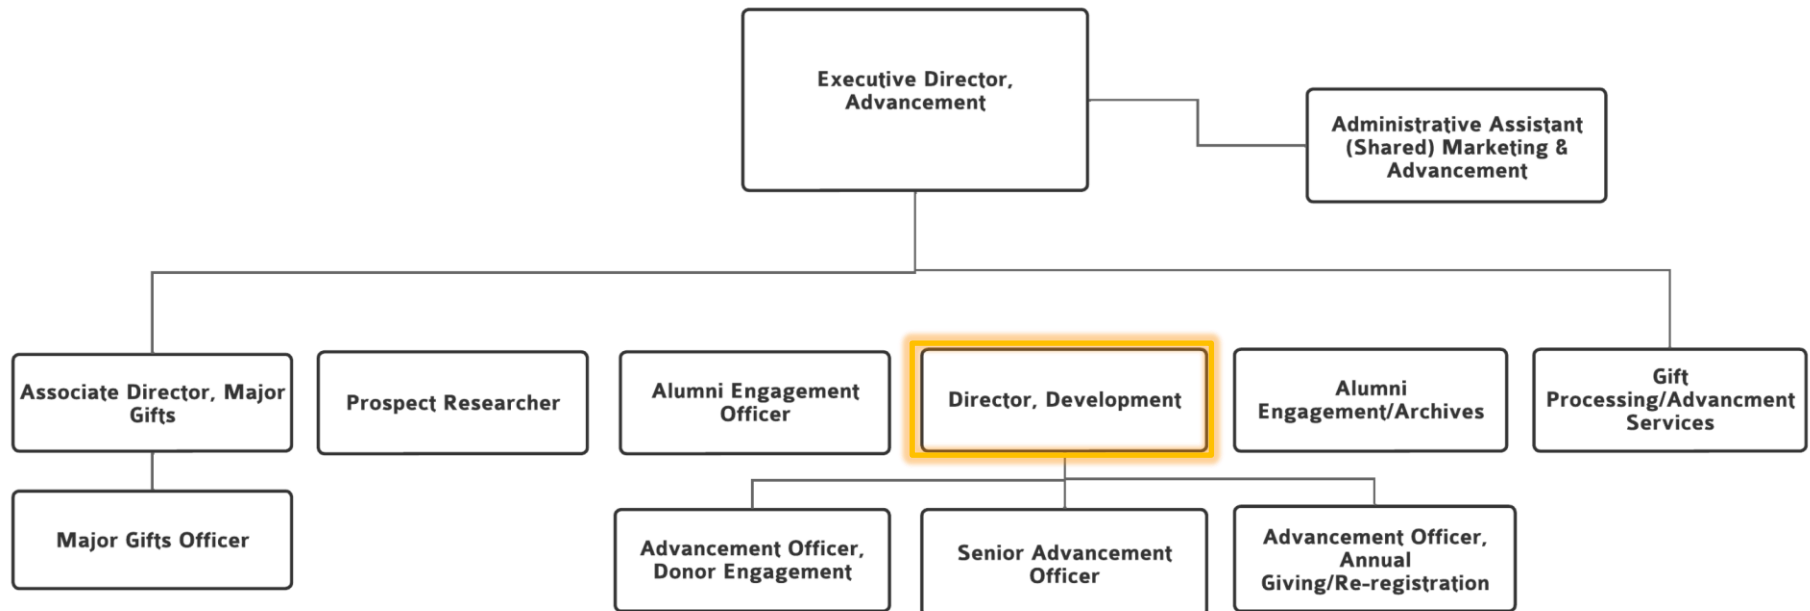 Executive Director,
Advancement
Administrative Assistant
(Shared) Marketing &
Advancement
Associate Director, Major
Gifts
Prospect Researcher
Alumni Engagement
Officer
Director, Development
Alumni
Engagement/Archives
Gift
Processing/Advancment
Services
Major Gifts Officer
Advancement Officer,
Donor Engagement
Senior Advancement
Officer
Advancement Officer,
Annual
Giving/Re-registration